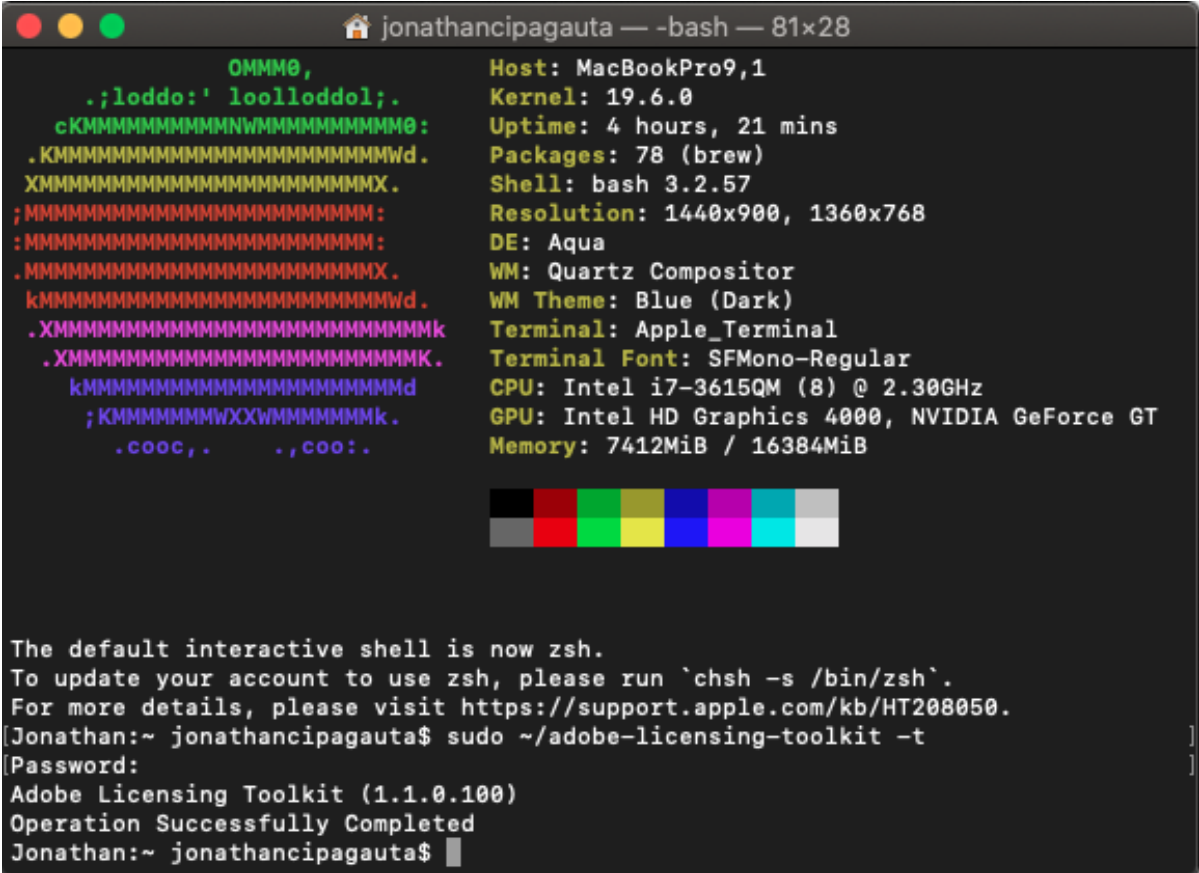 jonathancipagauta — -bash — 81×28
OMMM0, Host: MacBookPro9,1
.;loddo:' loolloddol;. Kernel: 19.6.0
cKMMMMMMMMMMNWMMMMMMMMMM0: Uptime: 4 hours, 21 mins
.KMMMMMMMMMMMMMMMMMMMMMMMWd. Packages: 78 (brew)
XMMMMMMMMMMMMMMMMMMMMMMMX. Shell: bash 3.2.57
;MMMMMMMMMMMMMMMMMMMMMMMM: Resolution: 1440x900, 1360x768
:MMMMMMMMMMMMMMMMMMMMMMMM: DE: Aqua
.MMMMMMMMMMMMMMMMMMMMMMMMX. WM: Quartz Compositor
kMMMMMMMMMMMMMMMMMMMMMMMMWd. WM Theme: Blue (Dark)
.XMMMMMMMMMMMMMMMMMMMMMMMMMMk Terminal: Apple_Terminal
.XMMMMMMMMMMMMMMMMMMMMMMMMK. Terminal Font: SFMono-Regular
kMMMMMMMMMMMMMMMMMMMMMMd CPU: Intel i7-3615QM (8) @ 2.30GHz
;KMMMMMMMWXXWMMMMMMMk. GPU: Intel HD Graphics 4000, NVIDIA GeForce GT
.cooc,. .,coo:. Memory: 7412MiB / 16384MiB
The default interactive shell is now zsh.
To update your account to use zsh, please run `chsh -s /bin/zsh`.
For more details, please visit https://support.apple.com/kb/HT208050.
[Jonathan:~ jonathancipagauta$ sudo ~/adobe-licensing-toolkit -t ]
[Password: ]
Adobe Licensing Toolkit (1.1.0.100)
Operation Successfully Completed
Jonathan:~ jonathancipagauta$